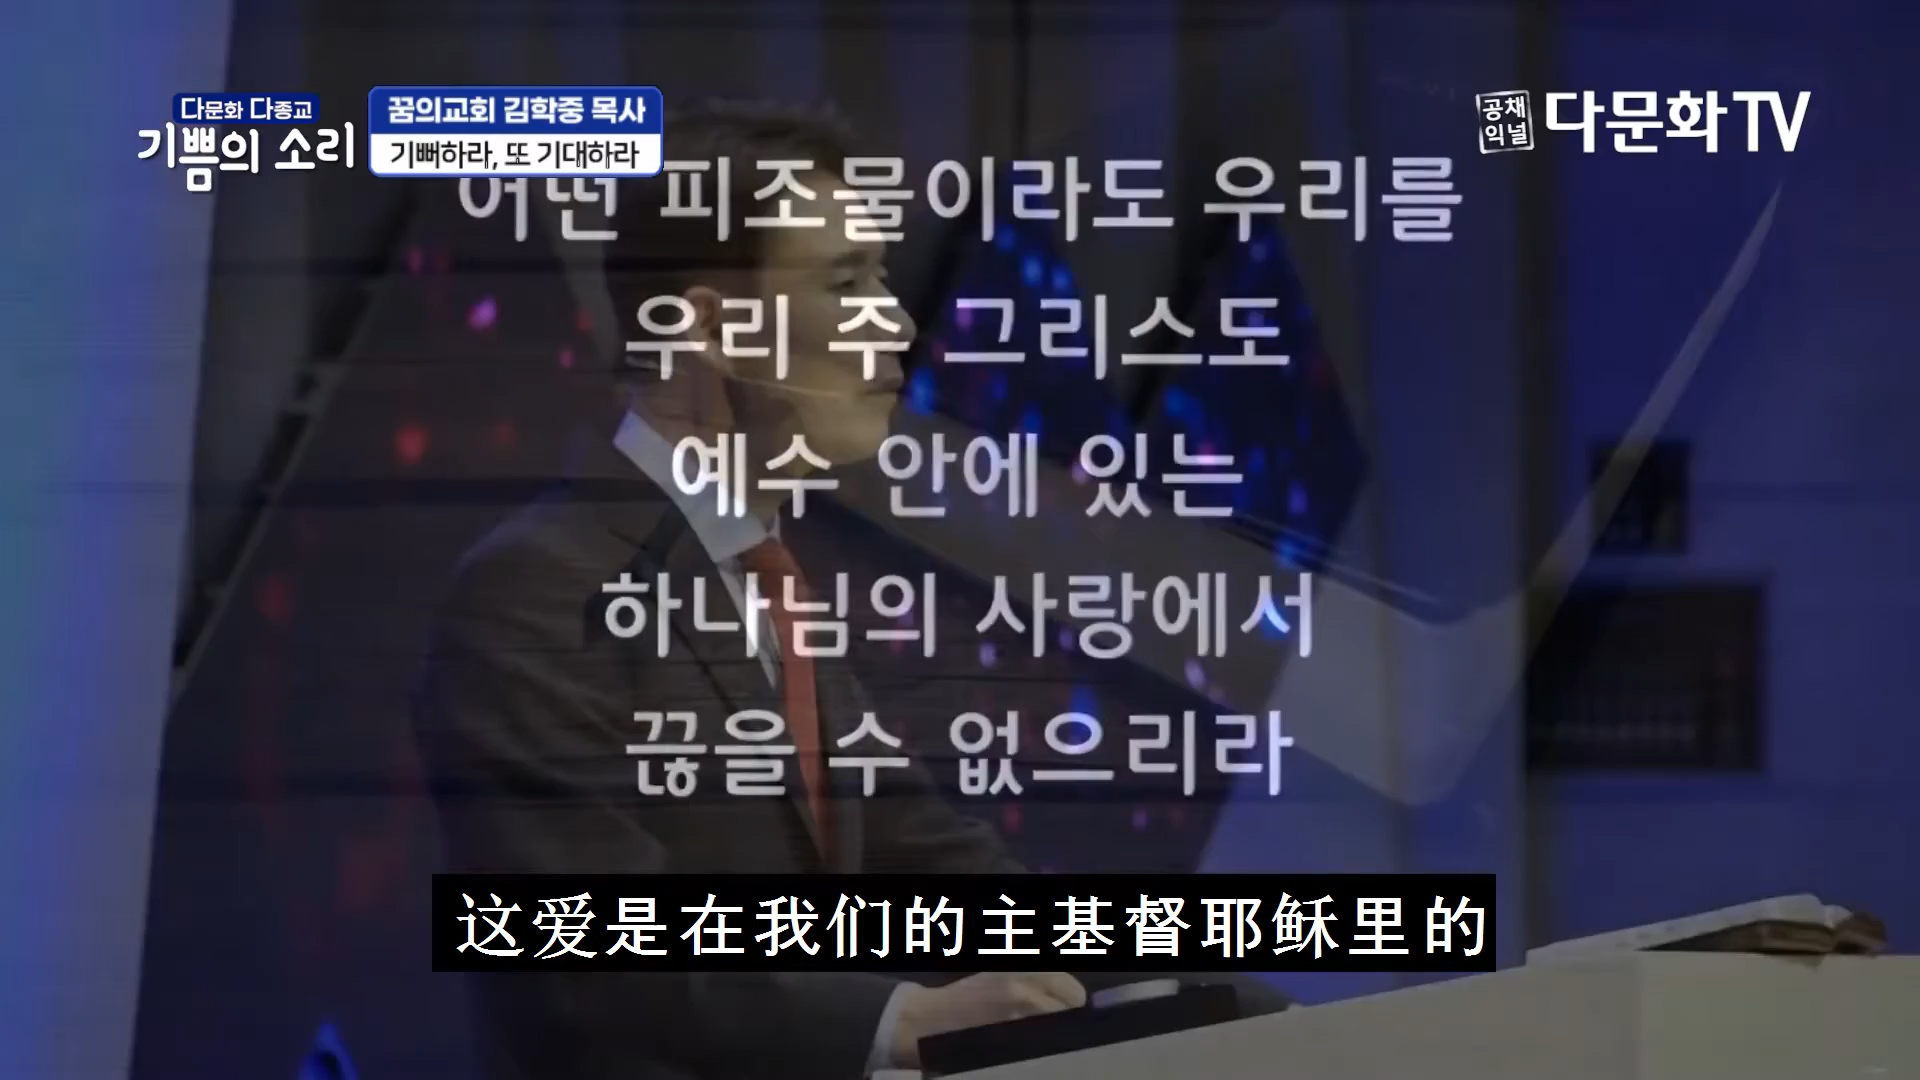 다문화 다종교
기쁨의 소리
꿈의교회 김학중 목사
기뻐하라, 또 기대하라
공채
익널
다문화TV
어떤 피조물이라도 우리를
우리 주 그리스도
예수 안에 있는
하나님의 사랑에서
끊을 수 없으리라
这爱是在我们的主基督耶稣里的